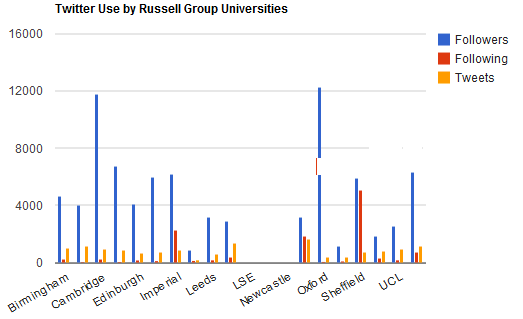 Twitter Use by Russell Group Universities
16000
12000
8000
4000
0
Followers
Following
Tweets
Birmingham
Cambridge
Edinburgh
Imperial
Leeds
LSE
Newcastle
Oxford
Sheffield
UCL